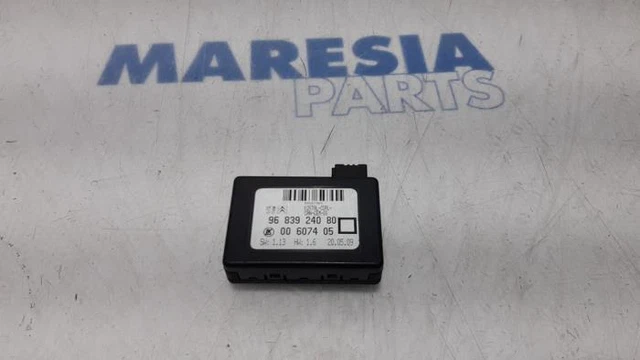 MARESIA
PARTS
96 839 240 80
00 6074 05
SW: 1.13 HW: 1.6 20.05.09